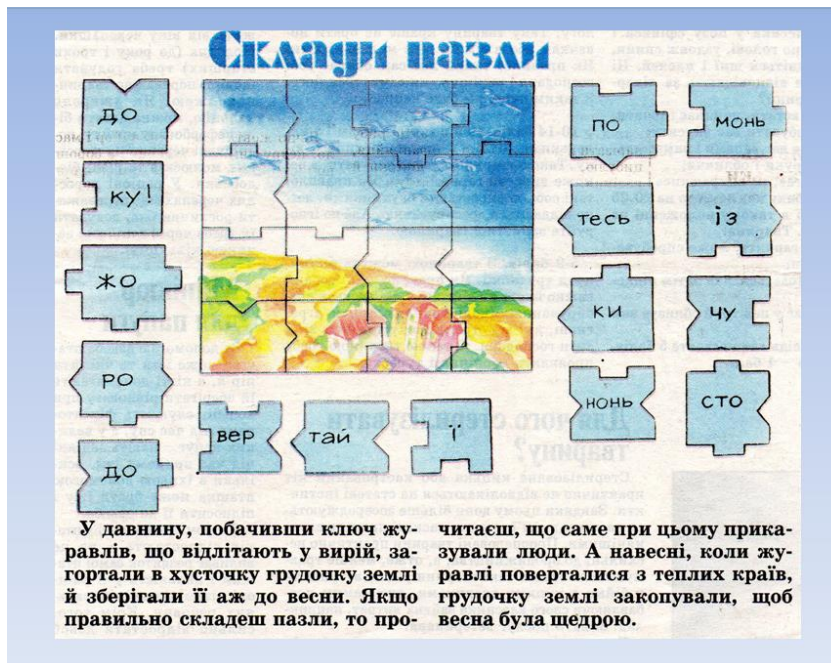 Склади пазли
ДО
КУ!
ЖО
РО
ДО
ВЕР
ТАЙ
Ї
ПО
МОНЬ
ТЕСЬ
ІЗ
КИ
ЧУ
НОНЬ
СТО
У давнину, побачивши ключ жу-
равлів, що відлітають у вирій, за-
гортали в хусточку грудочку землі
й зберігали її аж до весни. Якщо
правильно складеш пазли, то про-
читаєш, що саме при цьому прика-
зували люди. А навесні, коли жу-
равлі поверталися з теплих країв,
грудочку землі закопували, щоб
весна була щедрою.